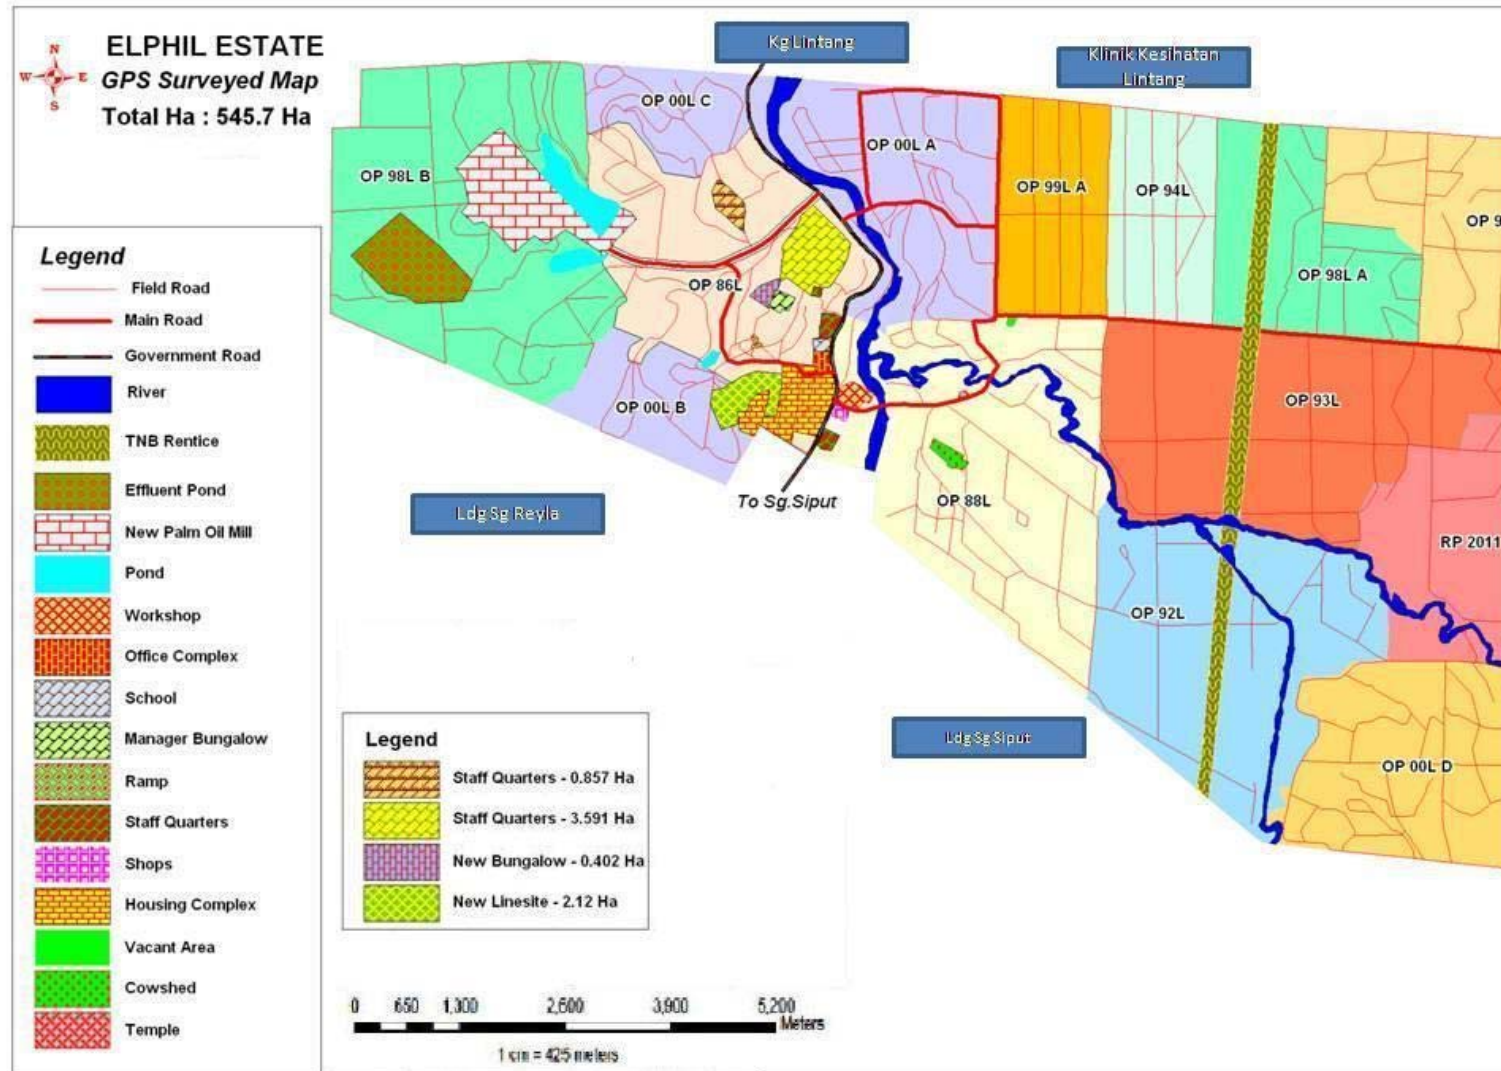 N
W E
S
ELPHIL ESTATE
GPS Surveyed Map
Total Ha : 545.7 Ha
Kg Lintang
Klinik Kesihatan
Lintang
OP 00L C
OP 00L A
OP 98L B
OP 99L A
OP 94L
OP 9
OP 98L A
OP 86L
OP 00L B
OP 93L
To Sg.Siput
OP 88L
RP 2011
OP 92L
OP 00L D
Ldg Sg Reyla
Ldg Sg Siput
Legend
Field Road
Main Road
Government Road
River
TNB Rentice
Effluent Pond
New Palm Oil Mill
Pond
Workshop
Office Complex
School
Manager Bungalow
Ramp
Staff Quarters
Shops
Housing Complex
Vacant Area
Cowshed
Temple
Legend
Staff Quarters - 0.857 Ha
Staff Quarters - 3.591 Ha
New Bungalow - 0.402 Ha
New Linesite - 2.12 Ha
0 650 1,300 2,600 3,900 5,200
Meters
1 cm = 425 meters